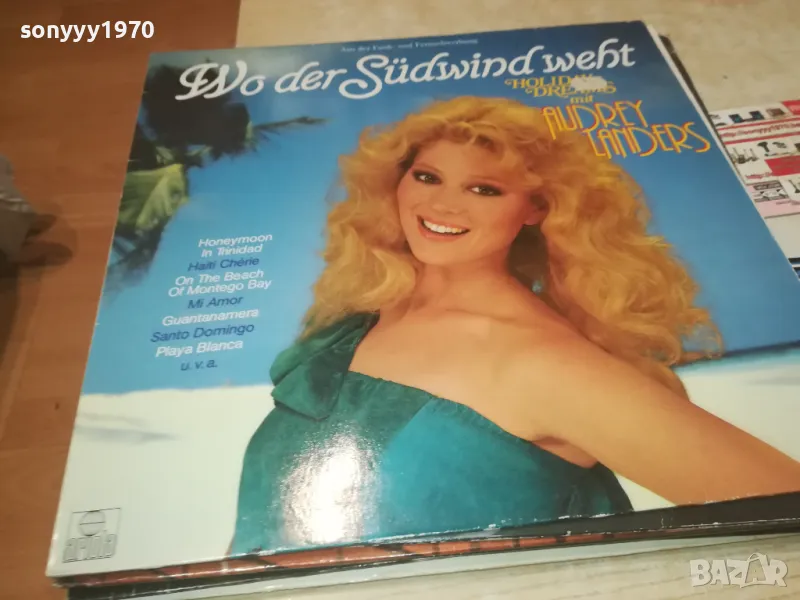 sonyyy1970
Aus der Funk- und Fernsehwerbung
Wo der Südwind weht
HOLIDAY
DREAMS
mit
AUDREY
LANDERS
Honeymoon
In Trinidad
Haiti Chérie
On The Beach
Of Montego Bay
Mi Amor
Guantanamera
Santo Domingo
Playa Blanca
u.v.a.
ariola
BAZAR